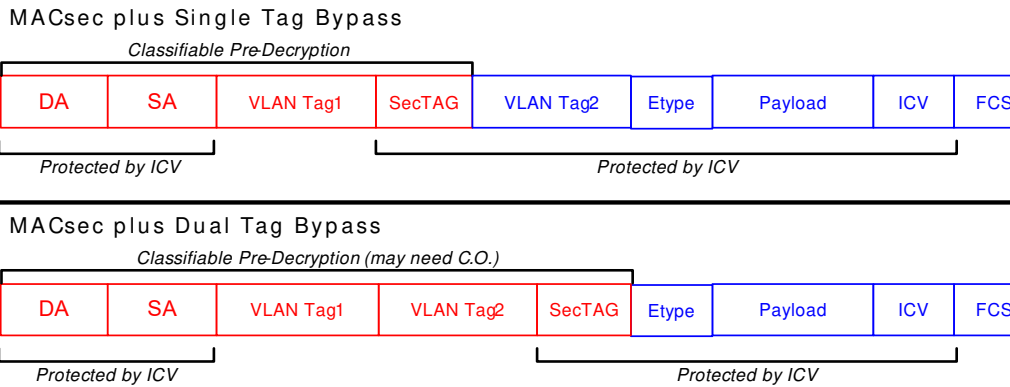 MACsec plus Single Tag Bypass
Classifiable Pre-Decryption
DA SA VLAN Tag1 SecTAG VLAN Tag2 Etype Payload ICV FCS
Protected by ICV Protected by ICV
MACsec plus Dual Tag Bypass
Classifiable Pre-Decryption (may need C.O.)
DA SA VLAN Tag1 VLAN Tag2 SecTAG Etype Payload ICV FCS
Protected by ICV Protected by ICV